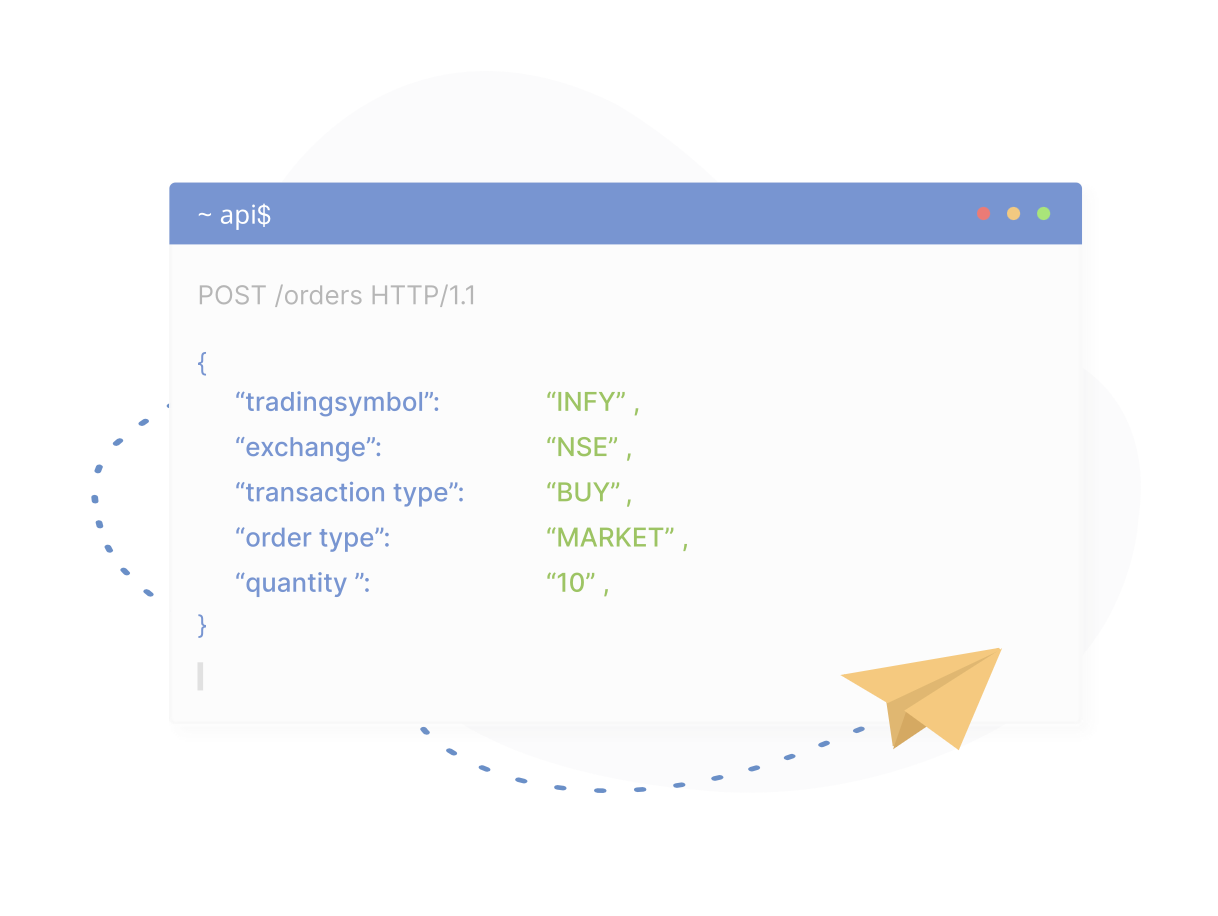 ~ api$
POST /orders HTTP/1.1
{
“tradingsymbol”: “INFY” ,
“exchange”: “NSE” ,
“transaction type”: “BUY” ,
“order type”: “MARKET” ,
“quantity ”: “10” ,
}